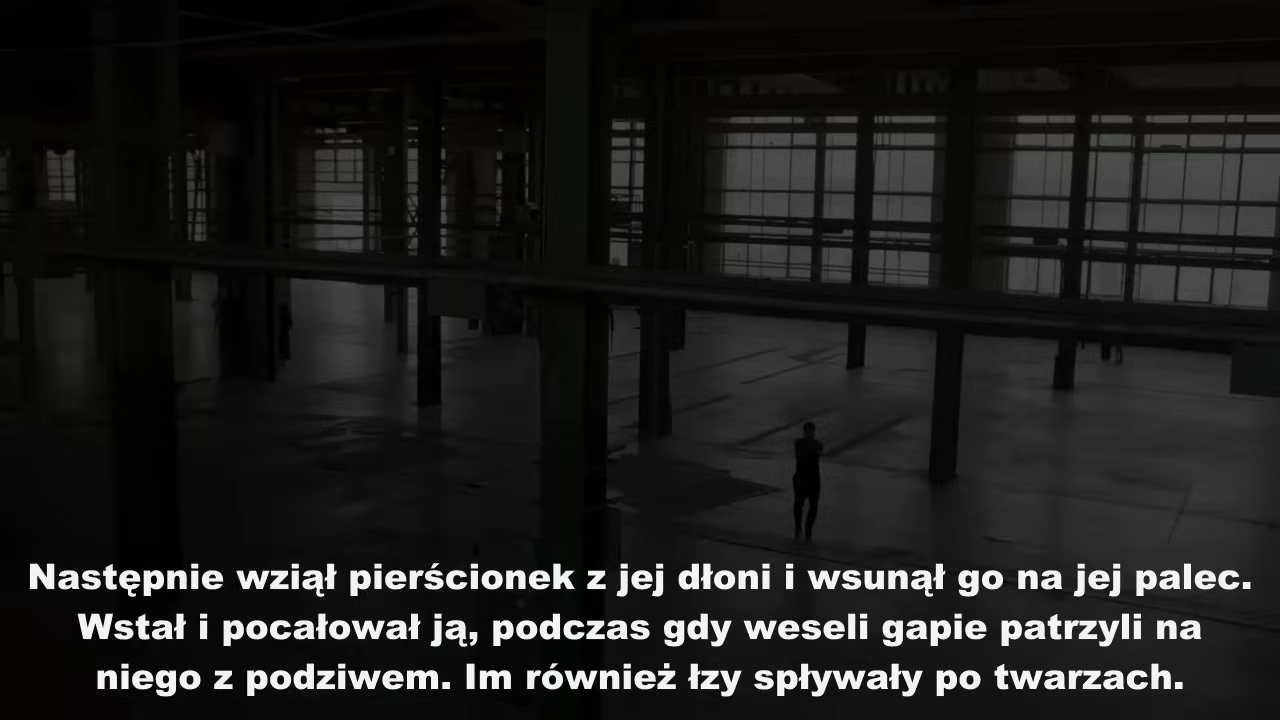 Następnie wziął pierścionek z jej dłoni i wsunął go na jej palec.
Wstał i pocałował ją, podczas gdy weseli gapie patrzyli na
niego z podziwem. Im również łzy spływały po twarzach.